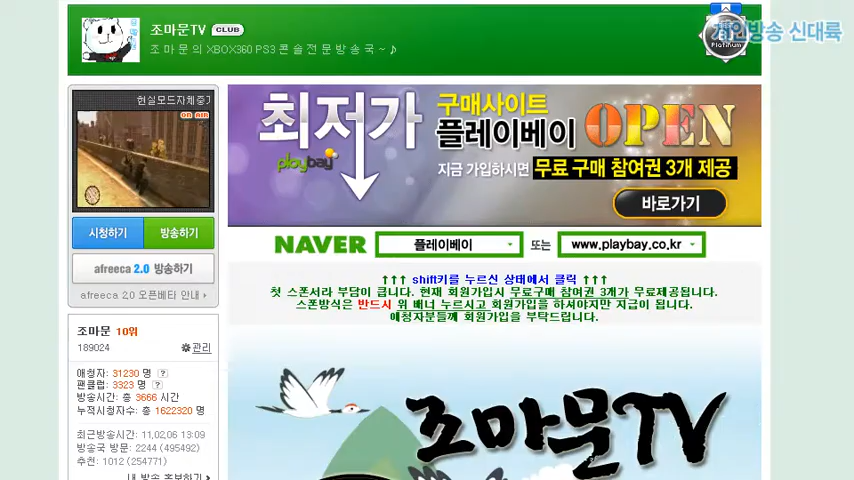 조마문TV CLUB
조마문의 XBOX360 PS3 콘솔전문방송국~♪
Platinum
개인방송 신대륙
현실모드자체중
ON AIR
시청하기
방송하기
afreeca 2.0 방송하기
afreeca 2,0 오픈베타 안내
최저가
playbay
구매사이트
플레이베이 OPEN
지금 가입하시면 무료 구매 참여권 3개 제공
바로가기
NAVER 플레이베이 또는 www.playbay.co.kr
↑↑↑ shift키를 누르신 상태에서 클릭 ↑↑↑
첫 스폰서라 부담이 큽니다. 현재 회원가입시 무료구매 참여권 3개가 무료제공됩니다.
스폰방식은 반드시 위 배너 누르시고 회원가입을 하셔야지만 지급이 됩니다.
애청자분들께 회원가입을 부탁드립니다.
조마문 10위
189024 관리
애청자: 31230 명 ?
팬클럽: 3323 명 ?
방송시간: 총 3666 시간
누적시청자수: 총 1622320 명
최근방송시간: 11,02,06 13:09
방송국 방문: 2244 (495492)
추천: 1012 (254771)
내 방송 홍보하기
조마문TV